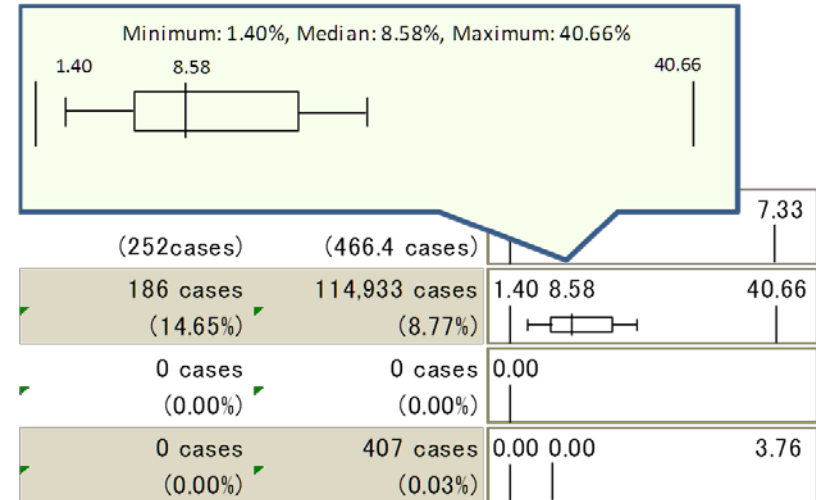 Minimum: 1.40%, Median: 8.58%, Maximum: 40.66%
1.40 8.58 40.66
7.33
(252cases) (466.4 cases)
186 cases 114,933 cases 1.40 8.58 40.66
(14.65%) (8.77%)
0 cases 0 cases 0.00
(0.00%) (0.00%)
0 cases 407 cases 0.00 0.00 3.76
(0.00%) (0.03%)